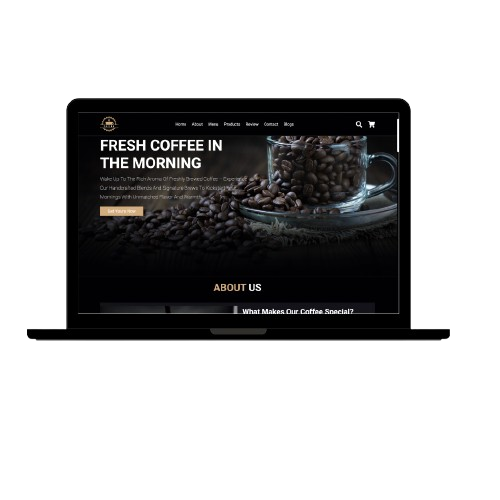 Home About Menu Products Review Contact Blogs
FRESH COFFEE IN
THE MORNING
Wake Up To The Rich Aroma Of Freshly Brewed Coffee - Experience
Our Handcrafted Blends And Signature Brews To Kickstart Your
Mornings With Unmatched Flavor And Warmth.
Get Yours Now
ABOUT US
What Makes Our Coffee Special?